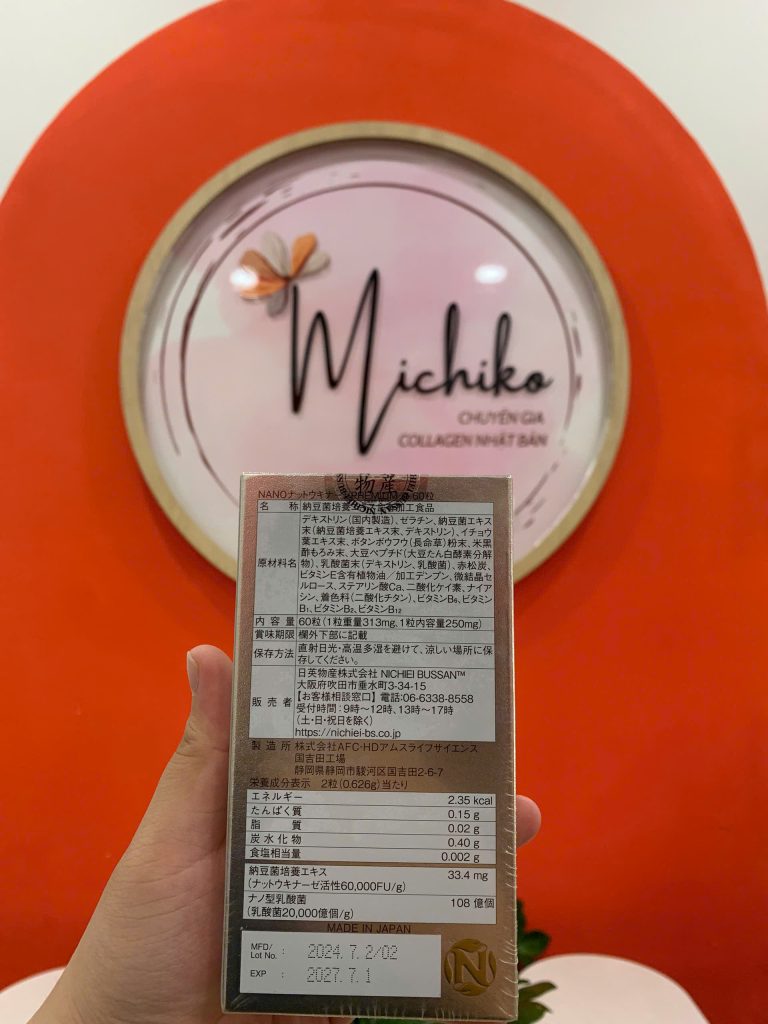 Michiko
CHUYÊN GIA
COLLAGEN NHẬT BẢN
物産
NANOナットウキナ PREMIUM 60粒
名 称 納豆菌培養 加工食品
原材料名
デキストリン(国内製造)、ゼラチン、納豆菌エキス
末(納豆菌培養エキス末、デキストリン)、イチョウ
葉エキス末、ボタンボウフウ(長命草)粉末、米黒
酢もろみ末、大豆ペプチド(大豆たん白酵素分解
物)、乳酸菌末(デキストリン、乳酸菌)、赤松炭、
ビタミンE含有植物油/加工デンプン、微結晶セ
ルロース、ステアリン酸Ca、二酸化ケイ素、ナイア
シン、着色料(二酸化チタン)、ビタミンB6、ビタミン
B1、ビタミンB2、ビタミンB12
内 容 量 60粒(1粒重量313mg、1粒内容量250mg)
賞味期限 欄外下部に記載
保存方法 直射日光・高温多湿を避けて、涼しい場所に保
存してください。
販 売 者
日英物産株式会社 NICHIEI BUSSAN™
大阪府吹田市垂水町3-34-15
【お客様相談窓口】 電話:06-6338-8558
受付時間:9時〜12時、13時〜17時
(土・日・祝日を除く)
https://nichiei-bs.co.jp
製 造 所 株式会社AFC-HDアムスライフサイエンス
国吉田工場
静岡県静岡市駿河区国吉田2-6-7
栄養成分表示 2粒(0.626g)当たり
エネルギー 2.35 kcal
たんぱく質 0.15 g
脂 質 0.02 g
炭水化物 0.40 g
食塩相当量 0.002 g
納豆菌培養エキス 33.4 mg
(ナットウキナーゼ活性60,000FU/g)
ナノ型乳酸菌 108 億個
(乳酸菌20,000億個/g)
MADE IN JAPAN
MFD/
Lot No. : 2024. 7. 2/02
EXP : 2027. 7. 1
N